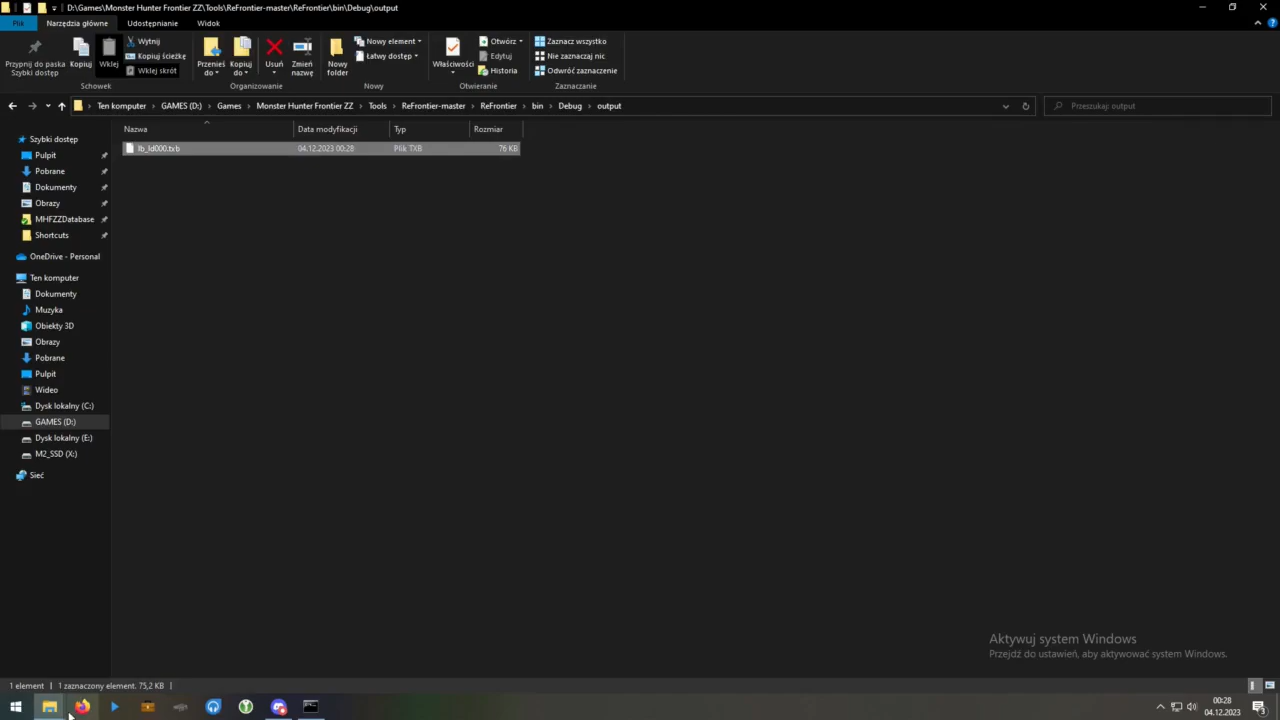 D:\Games\Monster Hunter Frontier ZZ\Tools\ReFrontier-master\ReFrontier\bin\Debug\output
Plik
Narzędzia główne
Udostępnianie
Widok
Przypnij do paska
Szybki dostęp
Kopiuj
Wklej
Wytnij
Kopiuj ścieżkę
Wklej skrót
Schowek
Przenieś
do
Kopiuj
do
Usuń
Zmień
nazwę
Organizowanie
Nowy
folder
Nowy element
Łatwy dostęp
Nowy
Właściwości
Otwórz
Edytuj
Historia
Otwieranie
Zaznacz wszystko
Nie zaznaczaj nic
Odwróć zaznaczenie
Zaznaczanie
Ten komputer > GAMES (D:) > Games > Monster Hunter Frontier ZZ > Tools > ReFrontier-master > ReFrontier > bin > Debug > output
Przeszukaj: output
Nazwa
Data modyfikacji
Typ
Rozmiar
04.12.2023 00:28
Plik TXB
76 KB
Szybki dostęp
Pulpit
Pobrane
Dokumenty
Obrazy
MHFZZDatabase
Shortcuts
OneDrive - Personal
Ten komputer
Dokumenty
Muzyka
Obiekty 3D
Obrazy
Pobrane
Pulpit
Wideo
Dysk lokalny (C:)
GAMES (D:)
Dysk lokalny (E:)
M2_SSD (X:)
Sieć
Aktywuj system Windows
Przejdź do ustawień, aby aktywować system Windows.
1 element
1 zaznaczony element. 75,2 KB
00:28
04.12.2023
3